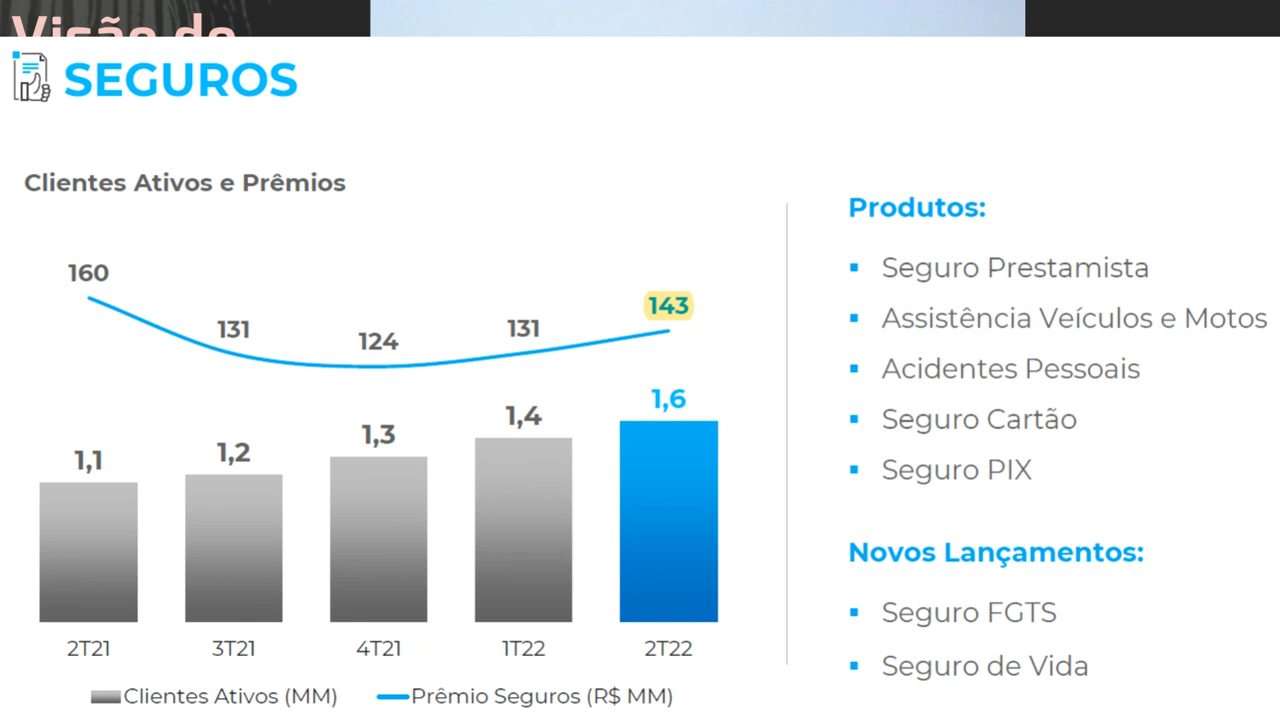 Visão do
SEGUROS
Clientes Ativos e Prêmios
160
131
124
131
143
1,1
1,2
1,3
1,4
1,6
2T21
3T21
4T21
1T22
2T22
Clientes Ativos (MM)
Prêmio Seguros (R$ MM)
Produtos:
Seguro Prestamista
Assistência Veículos e Motos
Acidentes Pessoais
Seguro Cartão
Seguro PIX
Novos Lançamentos:
Seguro FGTS
Seguro de Vida